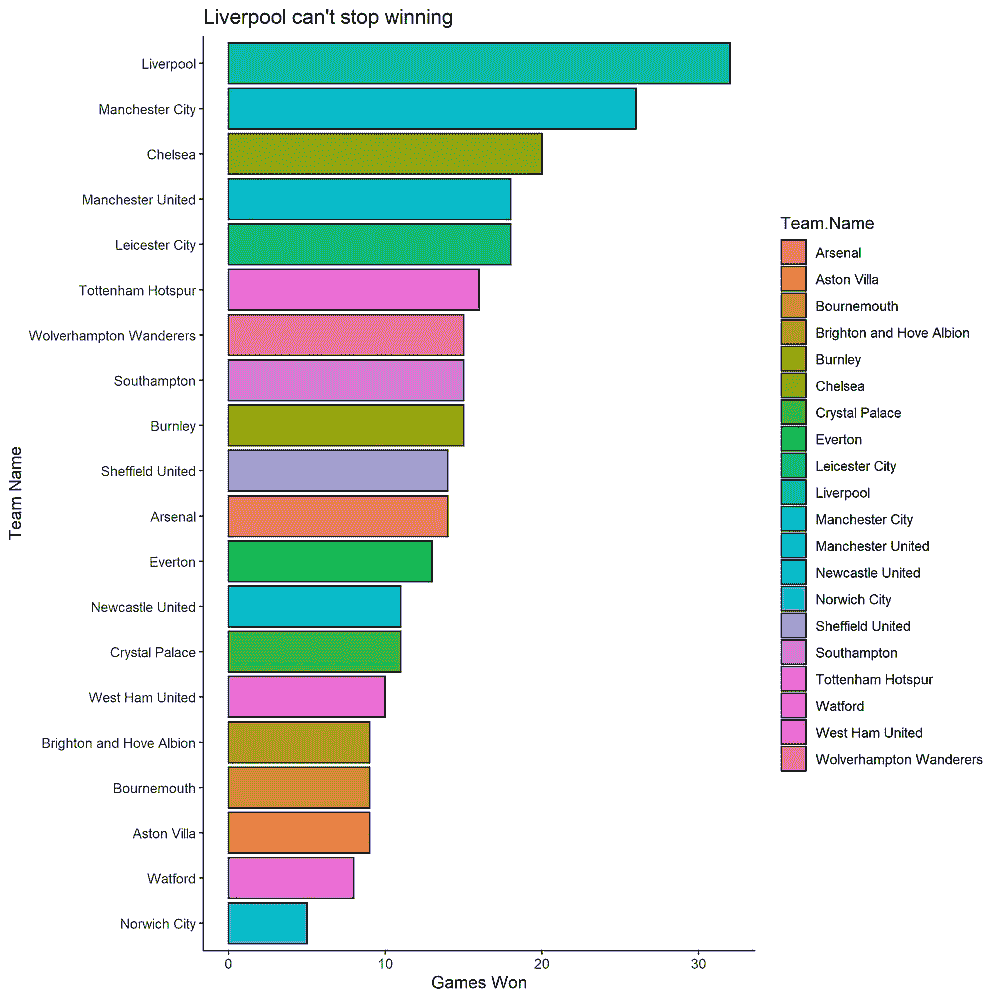 Liverpool can't stop winning
Liverpool
Manchester City
Chelsea
Manchester United
Leicester City
Tottenham Hotspur
Wolverhampton Wanderers
Southampton
Burnley
Sheffield United
Arsenal
Everton
Newcastle United
Crystal Palace
West Ham United
Brighton and Hove Albion
Bournemouth
Aston Villa
Watford
Norwich City
Team Name
0 10 20 30
Games Won
Team.Name
Arsenal
Aston Villa
Bournemouth
Brighton and Hove Albion
Burnley
Chelsea
Crystal Palace
Everton
Leicester City
Liverpool
Manchester City
Manchester United
Newcastle United
Norwich City
Sheffield United
Southampton
Tottenham Hotspur
Watford
West Ham United
Wolverhampton Wanderers